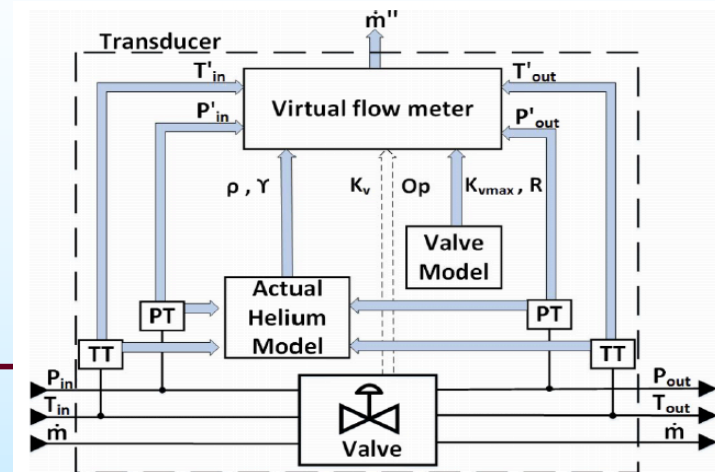 ṁ''
Transducer
T'in
T'out
Virtual flow meter
P'in
P'out
ρ , ϒ
Kv
Op
Kvmax , R
Valve
Model
Actual
Helium
Model
PT
PT
TT
TT
Pin
Pout
Tin
Tout
ṁ
ṁ
Valve